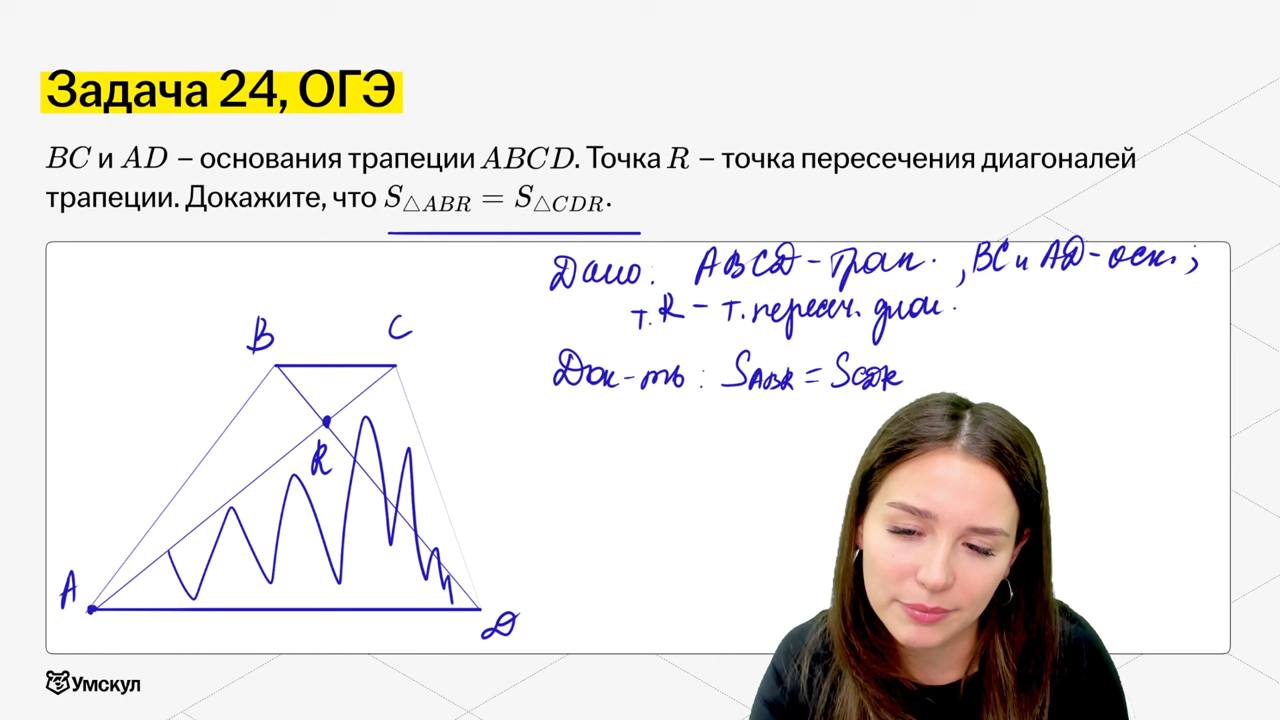 Задача 24, ОГЭ
BC и AD – основания трапеции ABCD. Точка R – точка пересечения диагоналей
трапеции. Докажите, что S△ABR = S△CDR.
Дано: ABCD – трап., BC и AD – осн.;
т. R – т. пересеч. диаг.
Док-ть: SABR = SCDR
B C
R
A D
Умскул